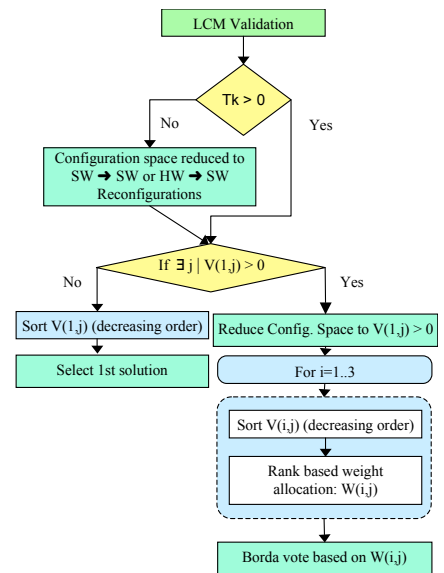 LCM Validation
Tk > 0
No
Yes
Configuration space reduced to
SW ➔ SW or HW ➔ SW
Reconfigurations
If ∃ j | V(1,j) > 0
No
Yes
Sort V(1,j) (decreasing order)
Select 1st solution
Reduce Config. Space to V(1,j) > 0
For i=1..3
Sort V(i,j) (decreasing order)
Rank based weight
allocation: W(i,j)
Borda vote based on W(i,j)